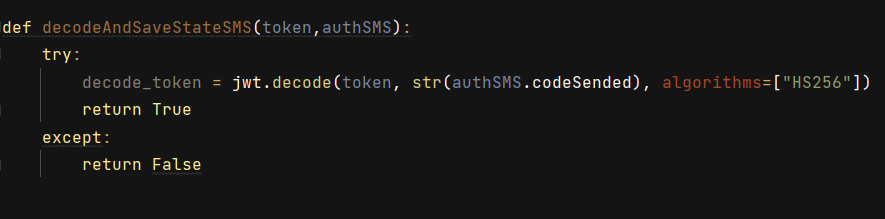 def decodeAndSaveStateSMS(token,authSMS):
    try:
        decode_token = jwt.decode(token, str(authSMS.codeSended), algorithms=["HS256"])
        return True
    except:
        return False